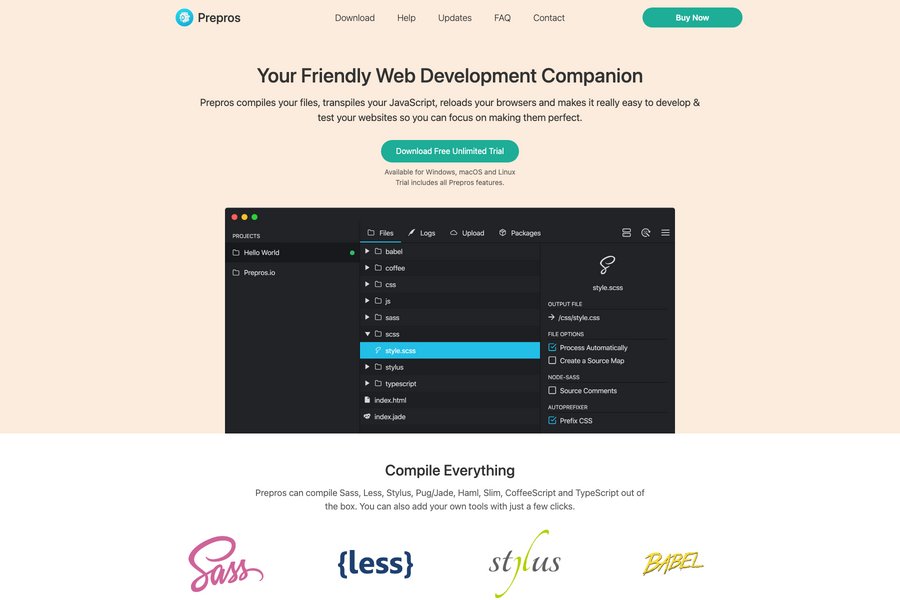 Prepros
Download
Help
Updates
FAQ
Contact
Buy Now
Your Friendly Web Development Companion
Prepros compiles your files, transpiles your JavaScript, reloads your browsers and makes it really easy to develop &
test your websites so you can focus on making them perfect.
Download Free Unlimited Trial
Available for Windows, macOS and Linux
Trial includes all Prepros features.
PROJECTS
Hello World
Prepros.io
Files
Logs
Upload
Packages
babel
coffee
css
js
sass
scss
style.scss
stylus
typescript
index.html
index.jade
style.scss
OUTPUT FILE
/css/style.css
FILE OPTIONS
Process Automatically
Create a Source Map
NODE-SASS
Source Comments
AUTOPREFIXER
Prefix CSS
Compile Everything
Prepros can compile Sass, Less, Stylus, Pug/Jade, Haml, Slim, CoffeeScript and TypeScript out of
the box. You can also add your own tools with just a few clicks.
Sass
{less}
stylus
BABEL